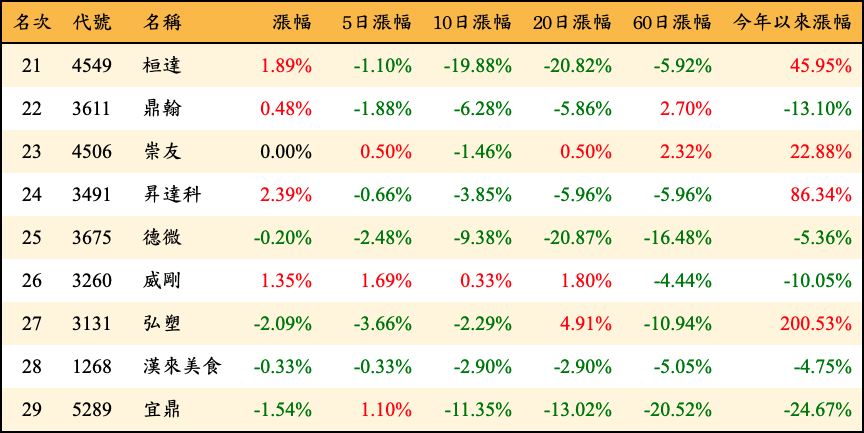 名次 代號 名稱 漲幅 5日漲幅 10日漲幅 20日漲幅 60日漲幅 今年以來漲幅
21 4549 桓達 1.89% -1.10% -19.88% -20.82% -5.92% 45.95%
22 3611 鼎翰 0.48% -1.88% -6.28% -5.86% 2.70% -13.10%
23 4506 崇友 0.00% 0.50% -1.46% 0.50% 2.32% 22.88%
24 3491 昇達科 2.39% -0.66% -3.85% -5.96% -5.96% 86.34%
25 3675 德微 -0.20% -2.48% -9.38% -20.87% -16.48% -5.36%
26 3260 威剛 1.35% 1.69% 0.33% 1.80% -4.44% -10.05%
27 3131 弘塑 -2.09% -3.66% -2.29% 4.91% -10.94% 200.53%
28 1268 漢來美食 -0.33% -0.33% -2.90% -2.90% -5.05% -4.75%
29 5289 宜鼎 -1.54% 1.10% -11.35% -13.02% -20.52% -24.67%